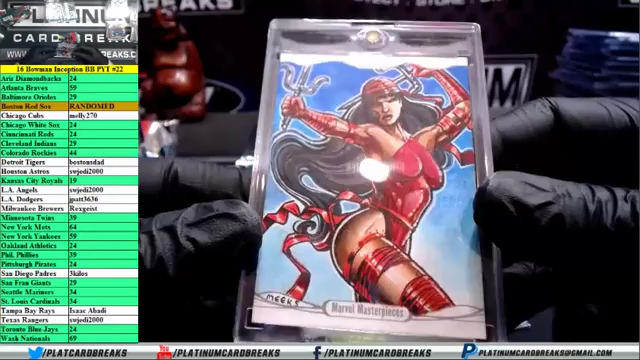 PLATINUM
CARD BREAKS
16 Bowman Inception BB PYT #22
Ariz Diamondbacks 24
Atlanta Braves 59
Baltimore Orioles 29
Boston Red Sox RANDOMED
Chicago Cubs melly270
Chicago White Sox 24
Cincinnati Reds 24
Cleveland Indians 29
Colorado Rockies 44
Detroit Tigers bostonsdad
Houston Astros swjedi2000
Kansas City Royals 19
L.A. Angels swjedi2000
L.A. Dodgers jpatt3636
Milwaukee Brewers Rexgeist
Minnesota Twins 39
New York Mets 64
New York Yankees 59
Oakland Athletics 24
Phil. Phillies 39
Pittsburgh Pirates 24
San Diego Padres 3kilos
San Fran Giants 29
Seattle Mariners 34
St. Louis Cardinals 34
Tampa Bay Rays Isaac Abadi
Texas Rangers swjedi2000
Toronto Blue Jays 24
Wash Nationals 69
MEEKS
Marvel Masterpieces
/PLATCARDBREAKS
/PLATINUMCARDBREAKS
PLATINUMCARDBREAKS@GMAIL.COM